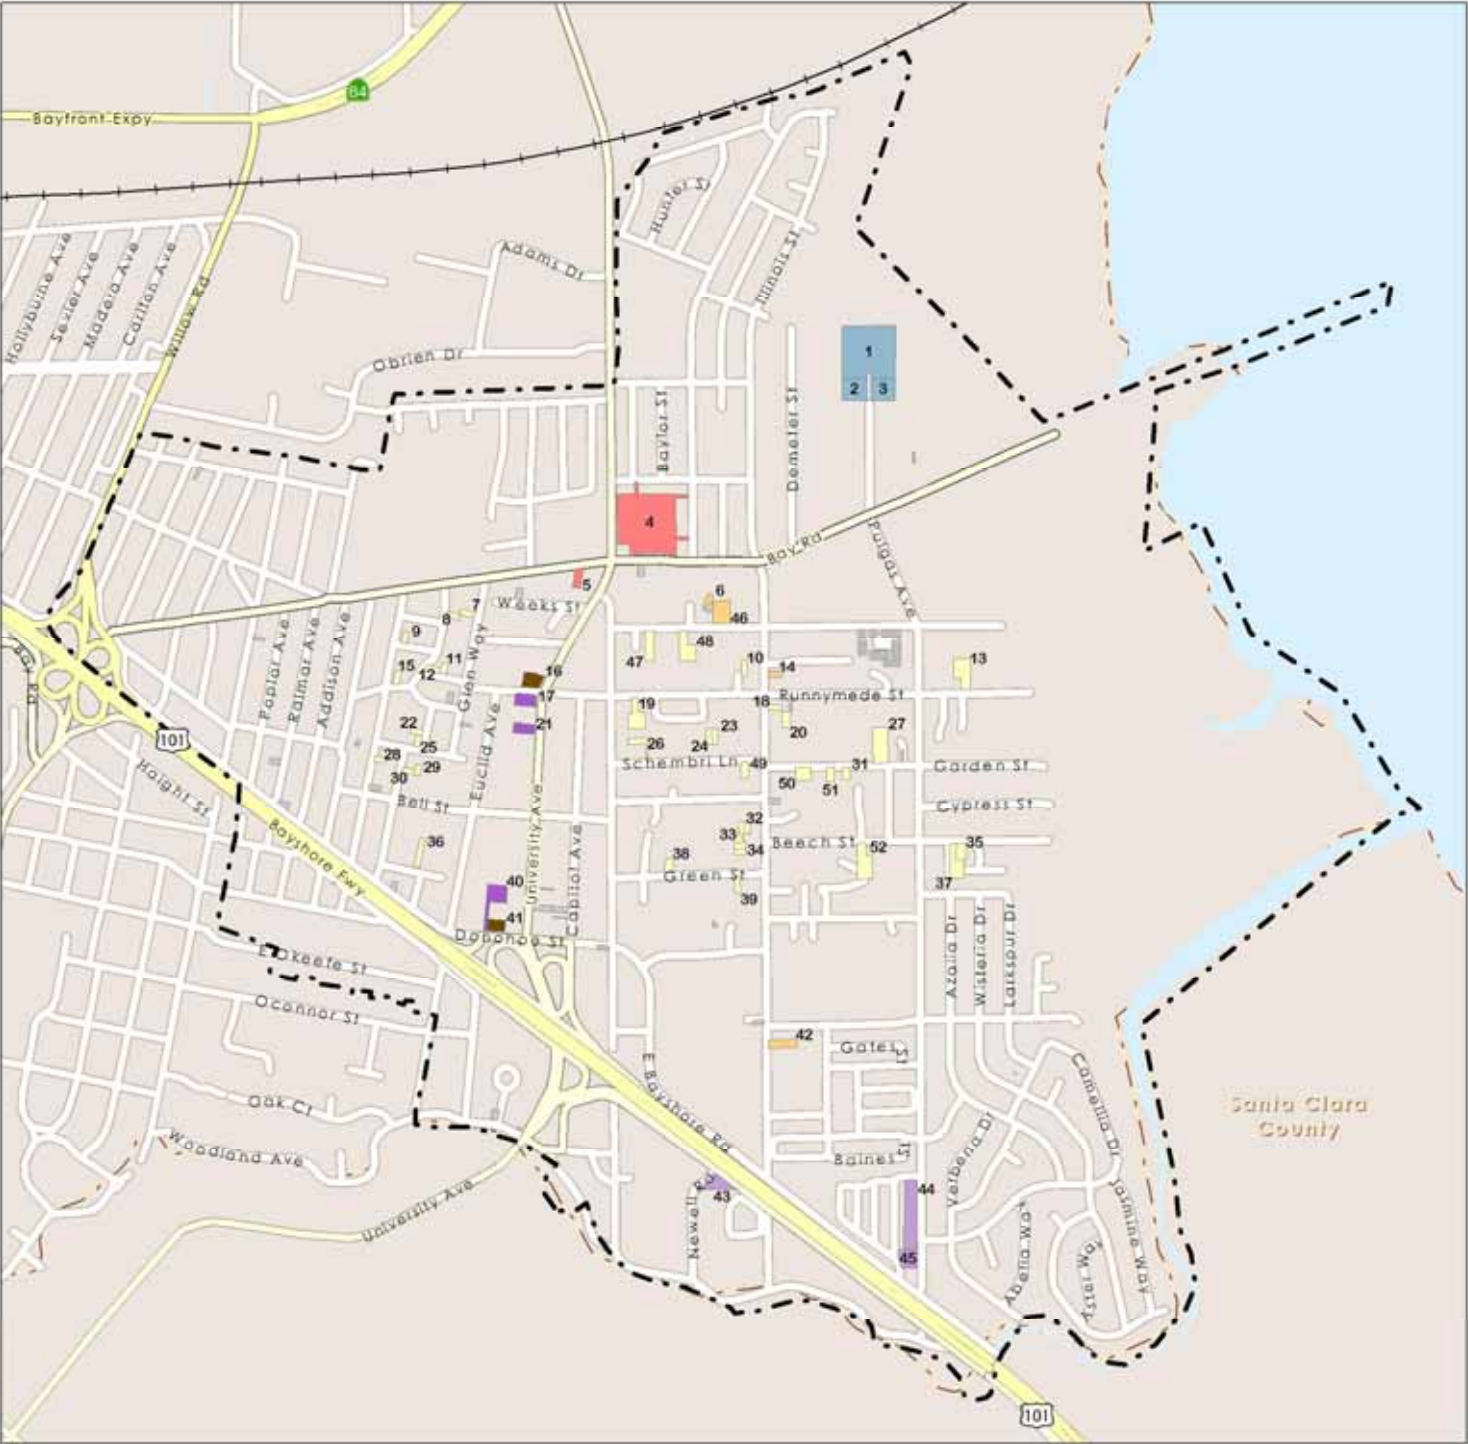 84
Bayfront Expy
Hunter St
Adams Dr
Illinois St
Hollyburne Ave
Sevier Ave
Madera Ave
Carlton Ave
Willow Rd
Obrien Dr
1
2
3
Baylor St
Demeter St
4
Bay Rd
Pulgas Ave
5
Weeks St
6
46
7
8
9
Glen Way
Poplar Ave
Ralmar Ave
Addison Ave
15
12
11
16
17
47
48
10
14
13
Bay Rd
Runnymede St
18
19
20
21
22
23
24
25
26
27
Schembri Ln
Garden St
101
28
29
30
Euclid Ave
49
50
51
31
Haight St
Bell St
Cypress St
University Ave
Capitol Ave
32
33
34
Beech St
52
35
37
36
38
Green St
39
Bayshore Fwy
40
41
Donohoe St
E Okeefe St
Azalia Dr
Wisteria Dr
Larkspur Dr
Oconnor St
42
Gates St
E Bayshore Rd
Camellia Dr
Santa Clara
County
Oak Ct
Woodland Ave
Verbena Dr
Baines St
43
44
Newell Rd
University Ave
Jasmine Way
Abelia Way
Aster Way
45
101